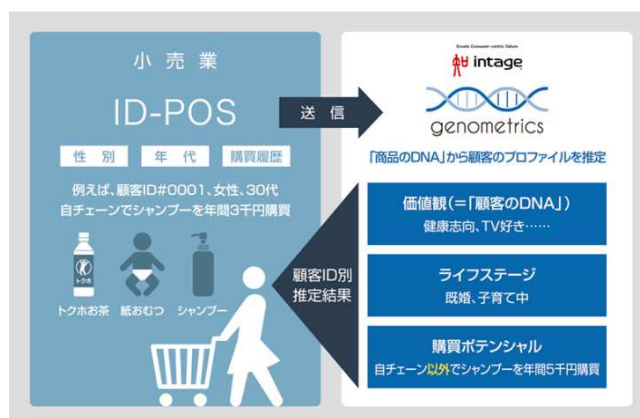 小売業
ID-POS
性別 年代 購買履歴
例えば、顧客ID#0001、女性、30代
自チェーンでシャンプーを年間3千円購買
トクホ
トクホお茶 紙おむつ シャンプー
送信
顧客ID別
推定結果
Create Consumer-centric Values
intage
genometrics
「商品のDNA」から顧客のプロファイルを推定
価値観(=「顧客のDNA」)
健康志向、TV好き……
ライフステージ
既婚、子育て中
購買ポテンシャル
自チェーン以外でシャンプーを年間5千円購買